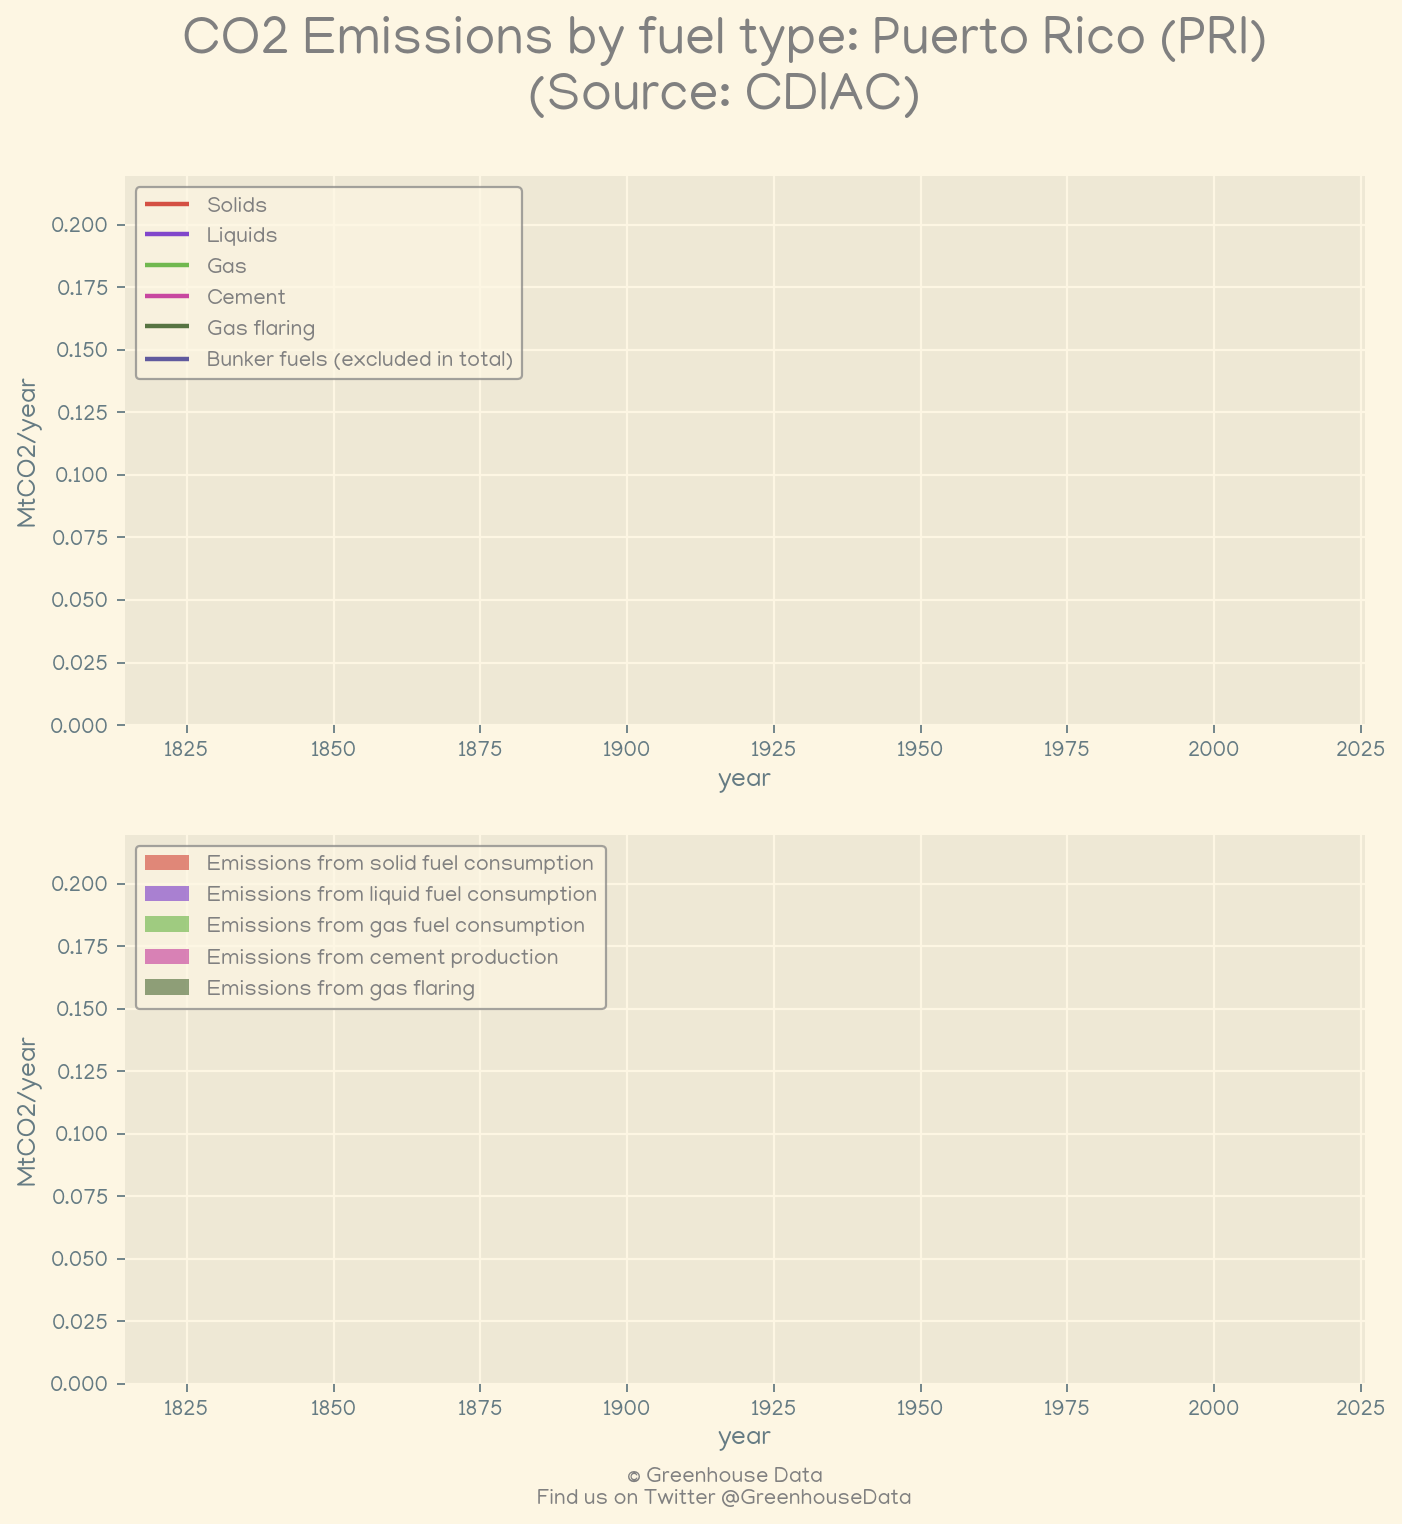 CO2 Emissions by fuel type: Puerto Rico (PRI)
(Source: CDIAC)
Solids
Liquids
Gas
Cement
Gas flaring
Bunker fuels (excluded in total)
0.200
0.175
0.150
0.125
0.100
0.075
0.050
0.025
0.000
MtCO2/year
1825 1850 1875 1900 1925 1950 1975 2000 2025
year
Emissions from solid fuel consumption
Emissions from liquid fuel consumption
Emissions from gas fuel consumption
Emissions from cement production
Emissions from gas flaring
0.200
0.175
0.150
0.125
0.100
0.075
0.050
0.025
0.000
MtCO2/year
1825 1850 1875 1900 1925 1950 1975 2000 2025
year
© Greenhouse Data
Find us on Twitter @GreenhouseData